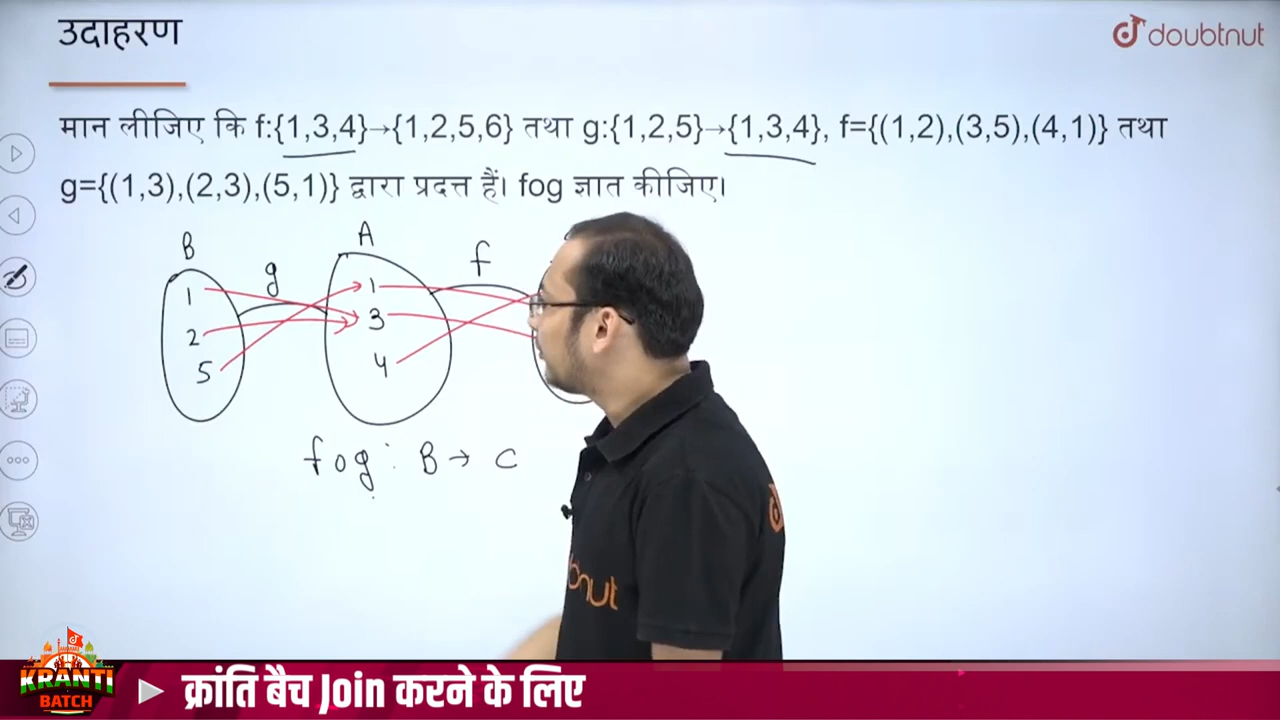 उदाहरण
doubtnut
मान लीजिए कि f:{1,3,4}→{1,2,5,6} तथा g:{1,2,5}→{1,3,4}, f={(1,2),(3,5),(4,1)} तथा
g={(1,3),(2,3),(5,1)} द्वारा प्रदत्त हैं। fog ज्ञात कीजिए।
B A
g f
1 1
2 3
5 4
fog : B → C
bnut
KRANTI
BATCH
क्रांति बैच Join करने के लिए